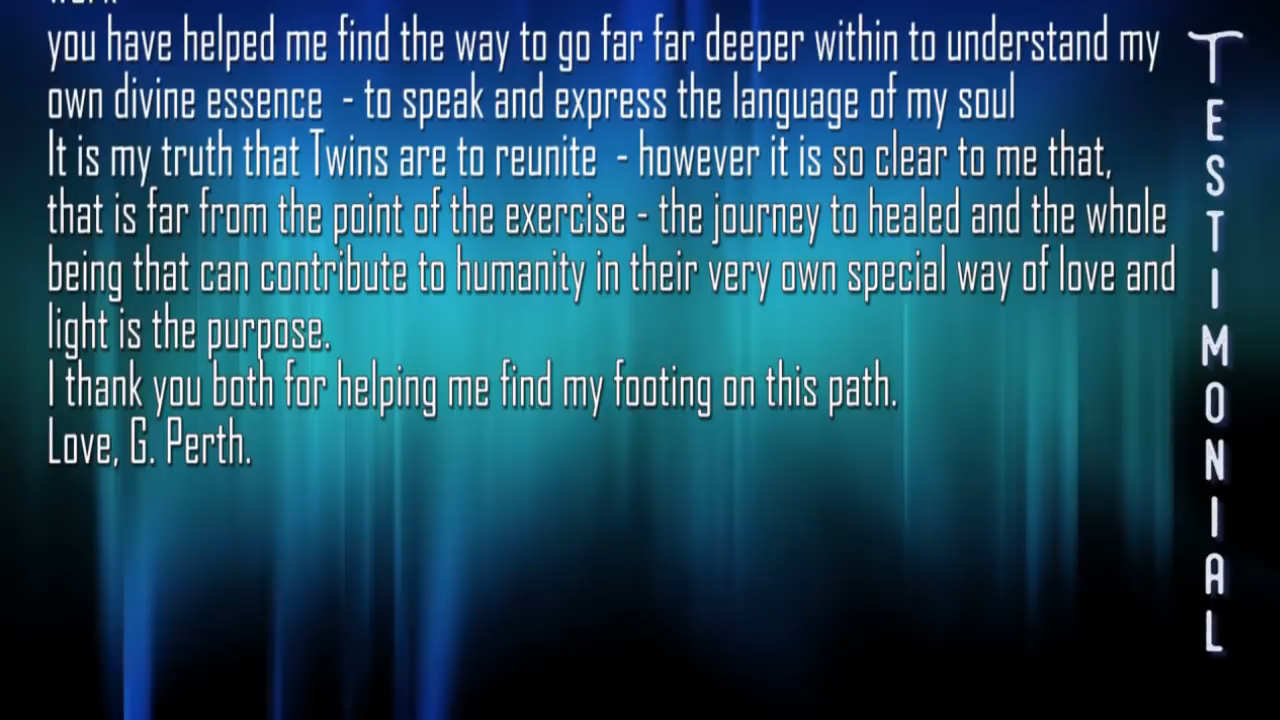 you have helped me find the way to go far far deeper within to understand my
own divine essence - to speak and express the language of my soul
It is my truth that Twins are to reunite - however it is so clear to me that,
that is far from the point of the exercise - the journey to healed and the whole
being that can contribute to humanity in their very own special way of love and
light is the purpose.
I thank you both for helping me find my footing on this path.
Love, G. Perth.
TESTIMONIAL